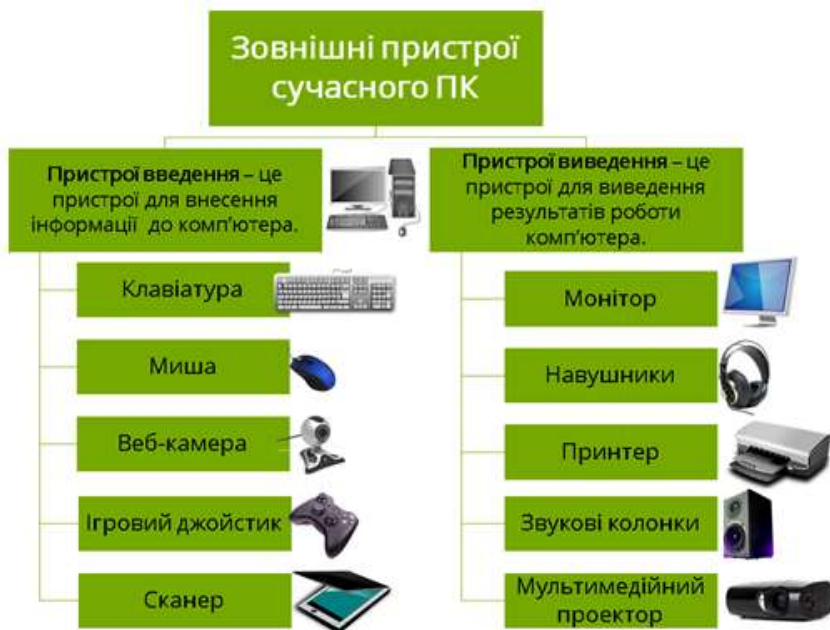 Зовнішні пристрої
сучасного ПК
Пристрої введення – це
пристрої для внесення
інформації до комп'ютера.
Клавіатура
Миша
Веб-камера
Ігровий джойстик
Сканер
Пристрої виведення – це
пристрої для виведення
результатів роботи
комп'ютера.
Монітор
Навушники
Принтер
Звукові колонки
Мультимедійний
проектор